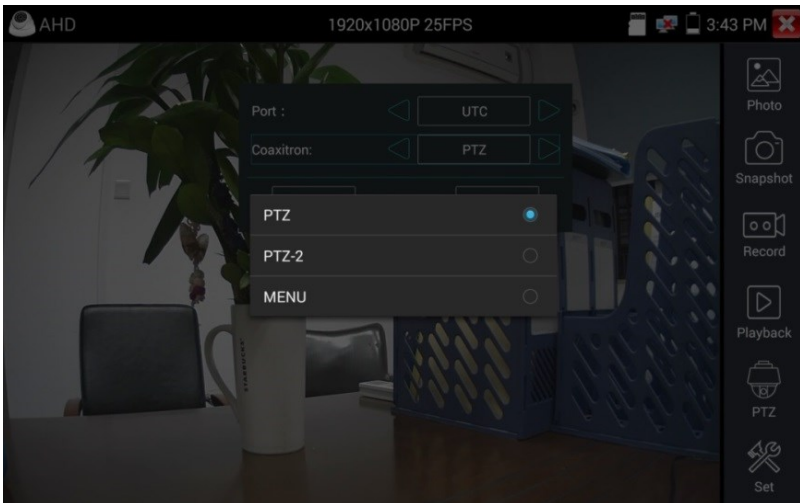 AHD
1920x1080P 25FPS
3:43 PM
Port :
UTC
Coaxitron:
PTZ
PTZ
PTZ-2
MENU
STARBUCKS
Photo
Snapshot
Record
Playback
PTZ
Set